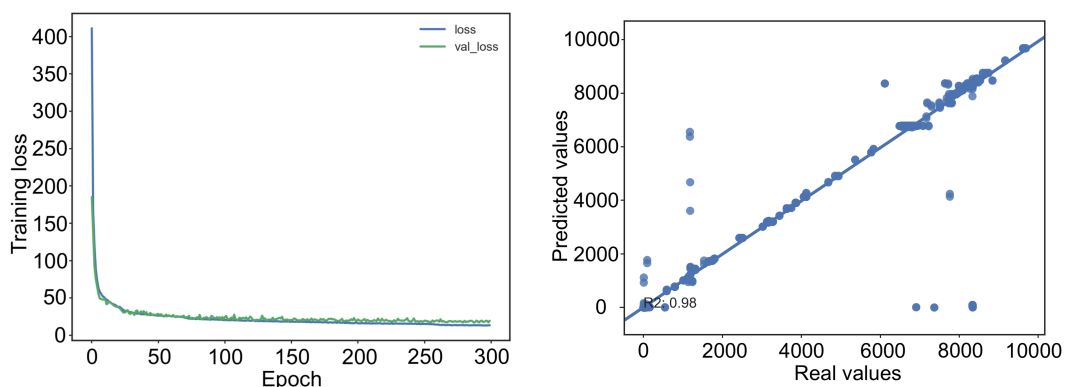 400
350
300
250
200
150
100
50
0
Training loss
0 50 100 150 200 250 300
Epoch
loss
val_loss
10000
8000
6000
4000
2000
0
Predicted values
R2: 0.98
0 2000 4000 6000 8000 10000
Real values